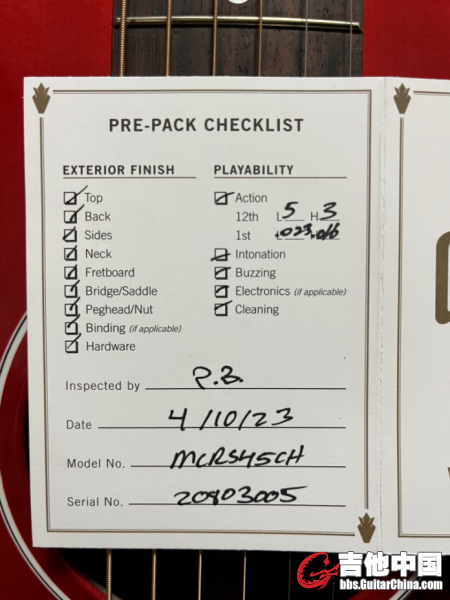 PRE-PACK CHECKLIST
EXTERIOR FINISH
Top
Back
Sides
Neck
Fretboard
Bridge/Saddle
Peghead/Nut
Binding (if applicable)
Hardware
PLAYABILITY
Action
12th L 5 H 3
1st L .023 H .016
Intonation
Buzzing
Electronics (if applicable)
Cleaning
Inspected by P.B.
Date 4/10/23
Model No. MCRS45CH
Serial No. 20803005
吉他中国
bbs.GuitarChina.com